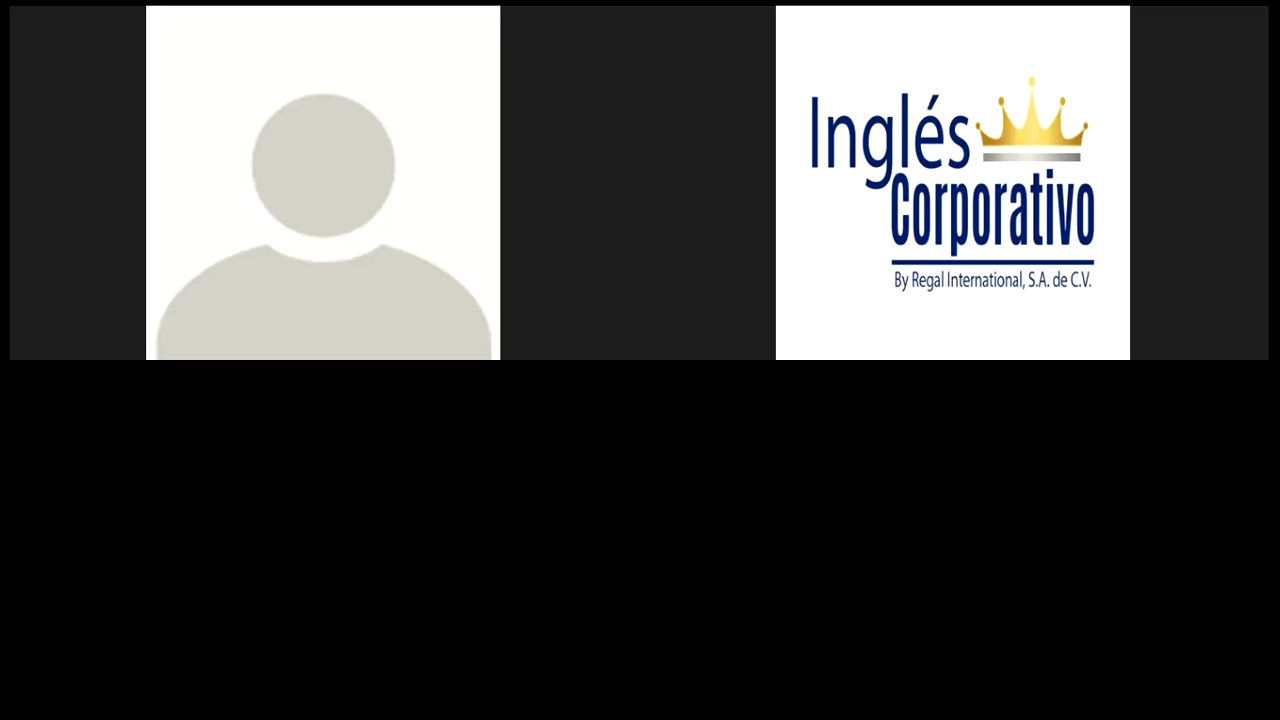 Inglés
Corporativo
By Regal International, S.A. de C.V.